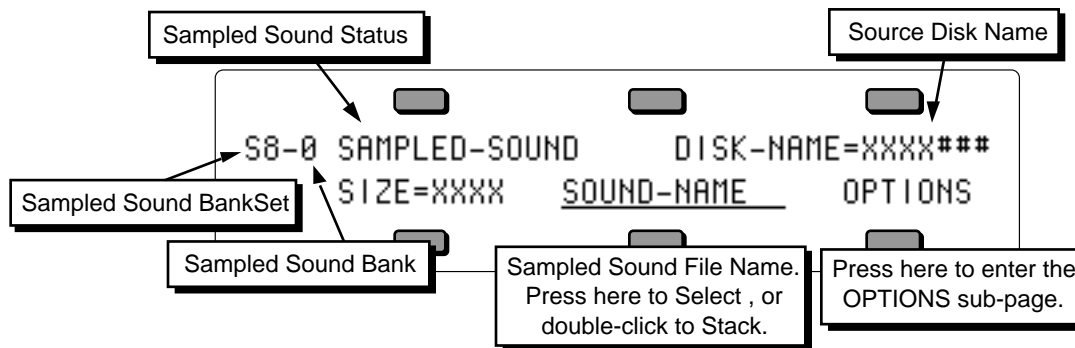 Sampled Sound Status
Source Disk Name
S8-0 SAMPLED-SOUND DISK-NAME=XXXX###
Sampled Sound BankSet
SIZE=XXXX SOUND-NAME OPTIONS
Sampled Sound Bank
Sampled Sound File Name.
Press here to Select , or
double-click to Stack.
Press here to enter the
OPTIONS sub-page.